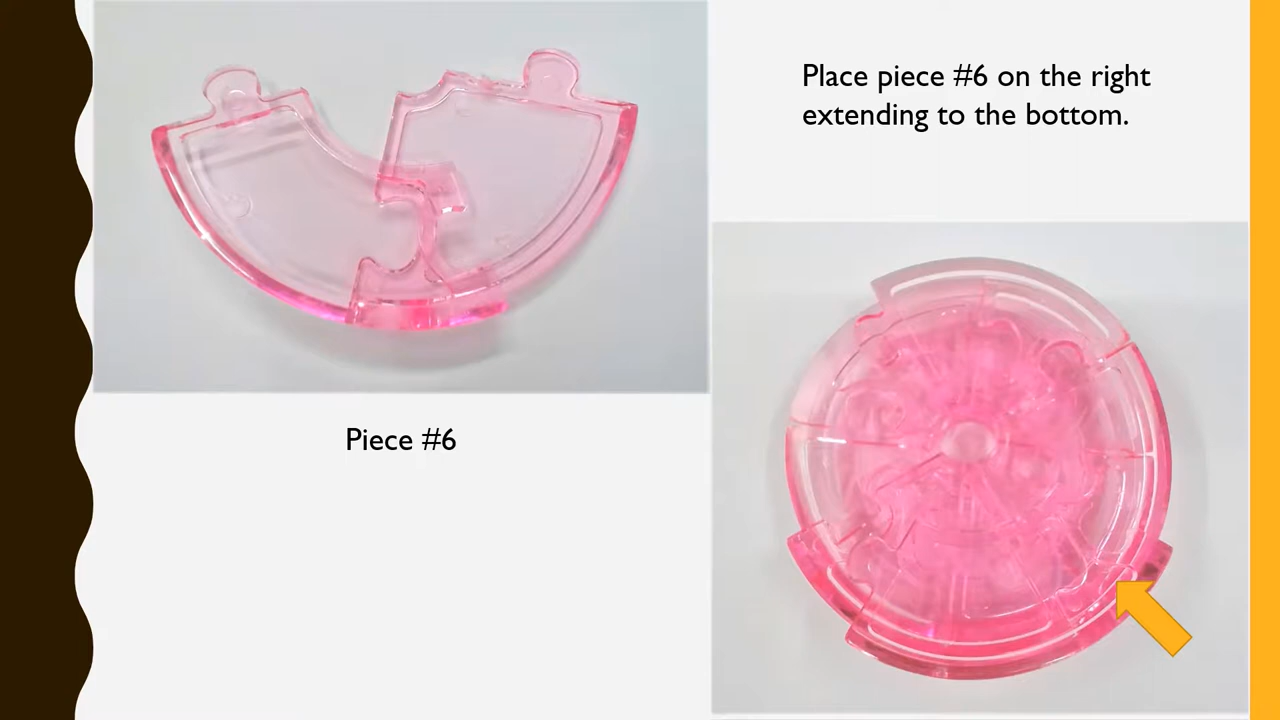 Place piece #6 on the right
extending to the bottom.
Piece #6